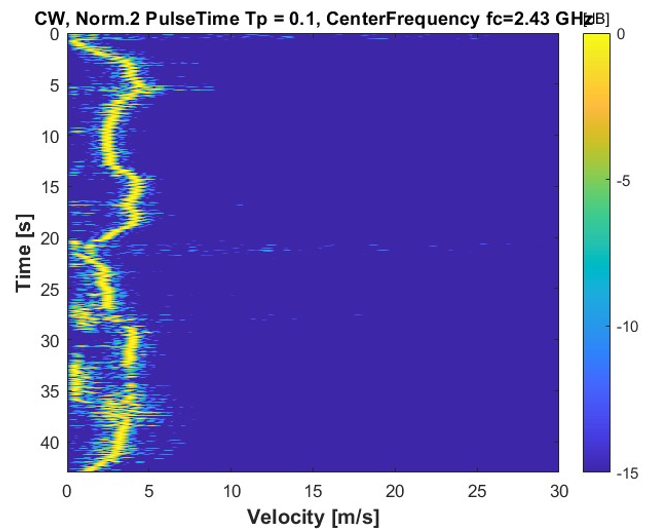 CW, Norm.2 PulseTime Tp = 0.1, CenterFrequency fc=2.43 GHz
[dB]
0
5
10
15
20
25
30
35
40
Time [s]
0
-5
-10
-15
0 5 10 15 20 25 30
Velocity [m/s]